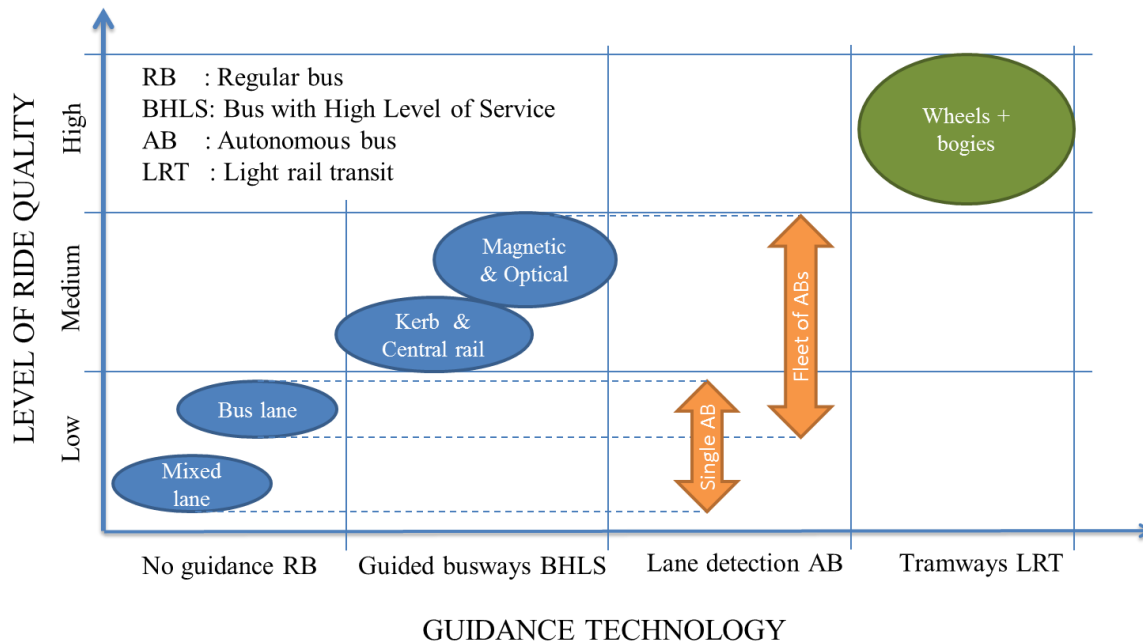 RB : Regular bus
BHLS: Bus with High Level of Service
AB : Autonomous bus
LRT : Light rail transit
LEVEL OF RIDE QUALITY
High
Medium
Low
Wheels +
bogies
Magnetic
& Optical
Kerb &
Central rail
Bus lane
Mixed
lane
Fleet of ABs
Single AB
No guidance RB
Guided busways BHLS
Lane detection AB
Tramways LRT
GUIDANCE TECHNOLOGY